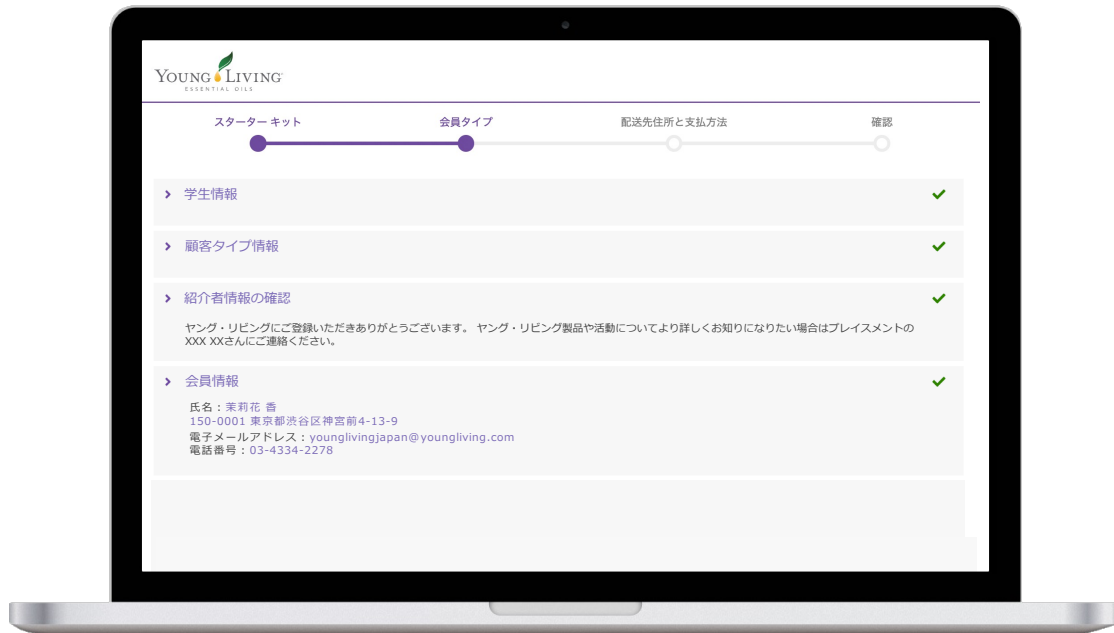 YOUNG LIVING
ESSENTIAL OILS
スターター キット
会員タイプ
配送先住所と支払方法
確認
学生情報
顧客タイプ情報
紹介者情報の確認
ヤング・リビングにご登録いただきありがとうございます。 ヤング・リビング製品や活動についてより詳しくお知りになりたい場合はプレイスメントの
XXX XXさんにご連絡ください。
会員情報
氏名：茉莉花 香
150-0001 東京都渋谷区神宮前4-13-9
電子メールアドレス：younglivingjapan@youngliving.com
電話番号：03-4334-2278